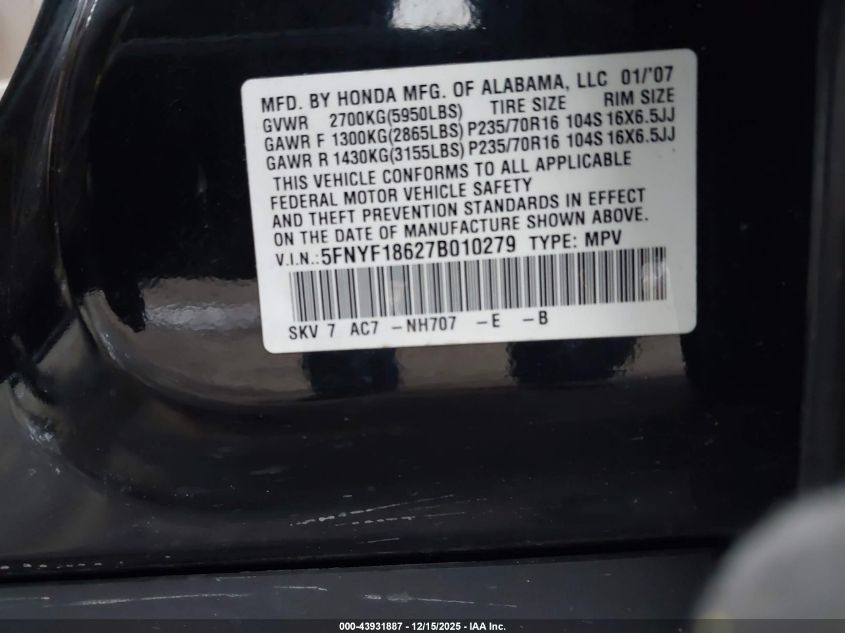 MFD. BY HONDA MFG. OF ALABAMA, LLC 01/'07
GVWR 2700KG(5950LBS) TIRE SIZE RIM SIZE
GAWR F 1300KG(2865LBS) P235/70R16 104S 16X6.5JJ
GAWR R 1430KG(3155LBS) P235/70R16 104S 16X6.5JJ
THIS VEHICLE CONFORMS TO ALL APPLICABLE
FEDERAL MOTOR VEHICLE SAFETY
AND THEFT PREVENTION STANDARDS IN EFFECT
ON THE DATE OF MANUFACTURE SHOWN ABOVE.
V.I.N.:5FNYF18627B010279 TYPE: MPV
SKV 7 AC7 -NH707 -E -B
000-43931887 - 12/15/2025 - IAA Inc.